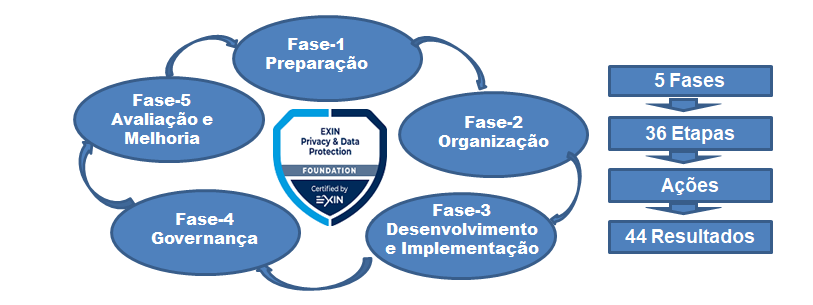 Fase-1
Preparação
Fase-2
Organização
Fase-3
Desenvolvimento
e Implementação
Fase-4
Governança
Fase-5
Avaliação e
Melhoria
EXIN
Privacy & Data
Protection
FOUNDATION
Certified by
EXIN
5 Fases
36 Etapas
Ações
44 Resultados